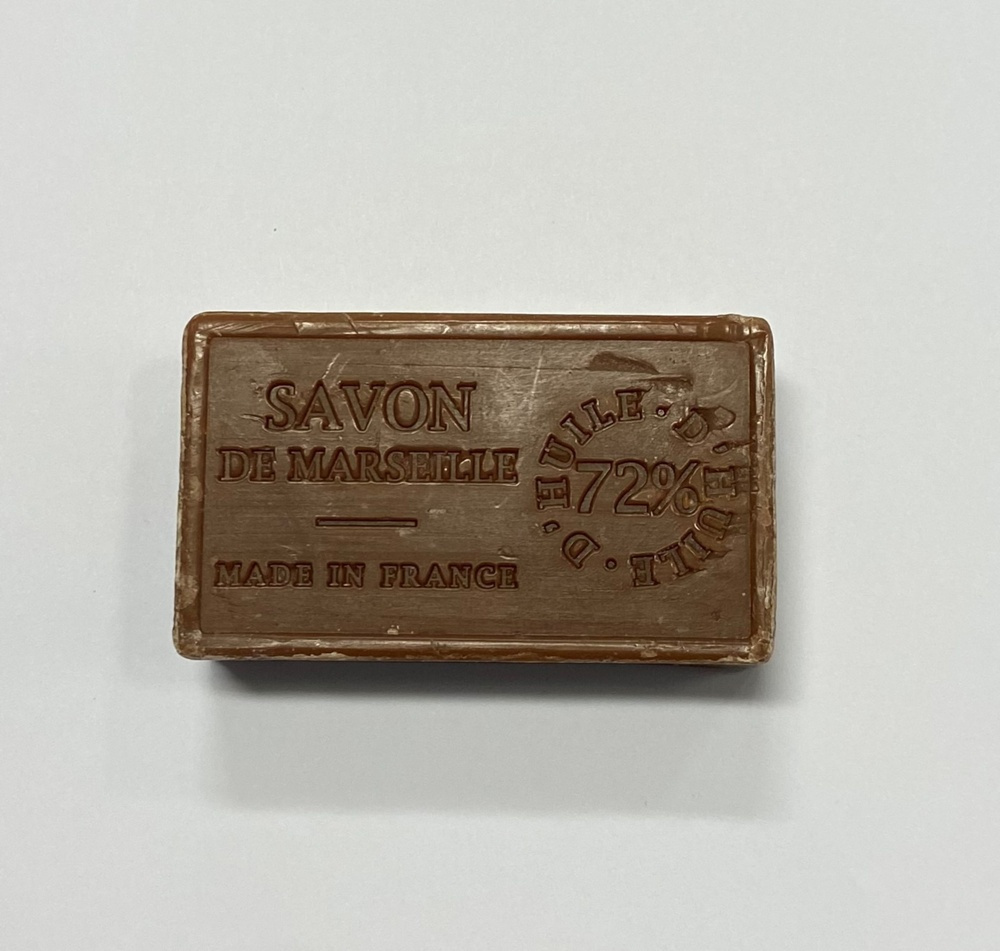 SAVON
DE MARSEILLE
MADE IN FRANCE
D'HUILE · D'HUILE ·
72%